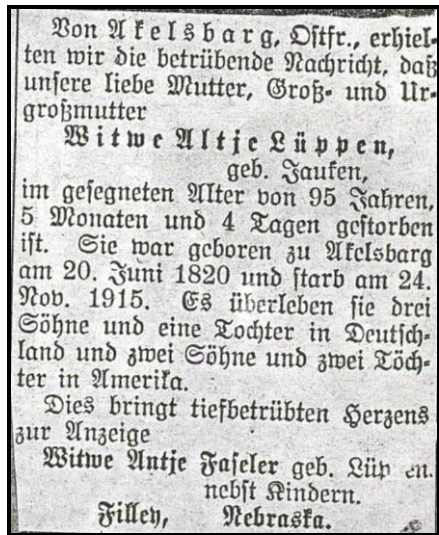 Von Akelsbarg, Ostfr., erhiel-
ten wir die betrübende Nachricht, daß
unsere liebe Mutter, Groß- und Ur-
großmutter
Witwe Altje Lüppen,
geb. Janken,
im gesegneten Alter von 95 Jahren,
5 Monaten und 4 Tagen gestorben
ist. Sie war geboren zu Akelsbarg
am 20. Juni 1820 und starb am 24.
Nov. 1915. Es überleben sie drei
Söhne und eine Tochter in Deutsch-
land und zwei Söhne und zwei Töch-
ter in Amerika.
Dies bringt tiefbetrübten Herzens
zur Anzeige
Witwe Antje Faseler geb. Lüp en.
nebst Kindern.
Filley, Nebraska.